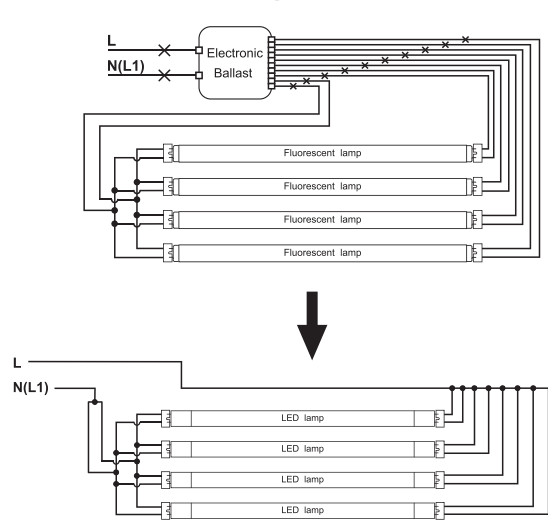 L
N(L1)
Electronic
Ballast
Fluorescent lamp
Fluorescent lamp
Fluorescent lamp
Fluorescent lamp
L
N(L1)
LED lamp
LED lamp
LED lamp
LED lamp